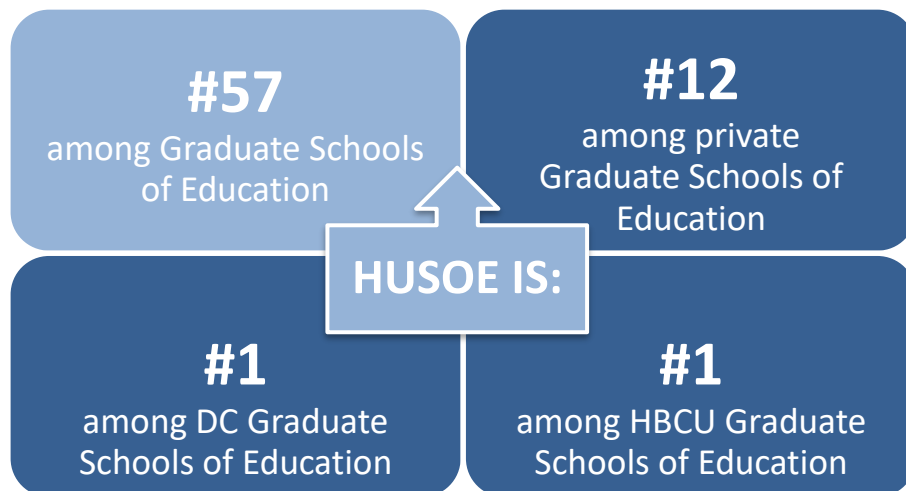 #57
among Graduate Schools
of Education
#12
among private
Graduate Schools of
Education
HUSOE IS:
#1
among DC Graduate
Schools of Education
#1
among HBCU Graduate
Schools of Education